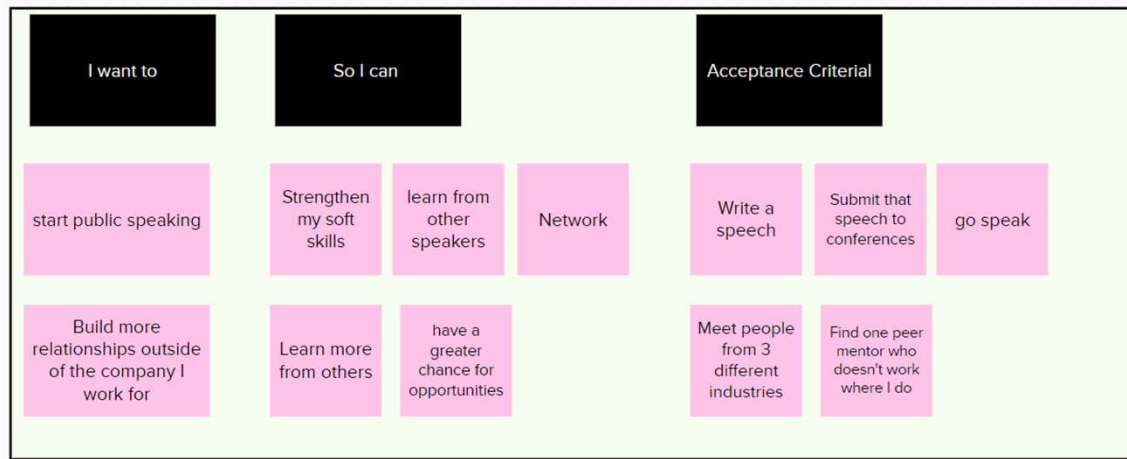 I want to
So I can
Acceptance Criterial
start public speaking
Strengthen
my soft
skills
learn from
other
speakers
Network
Write a
speech
Submit that
speech to
conferences
go speak
Build more
relationships outside
of the company I
work for
Learn more
from others
have a
greater
chance for
opportunities
Meet people
from 3
different
industries
Find one peer
mentor who
doesn't work
where I do